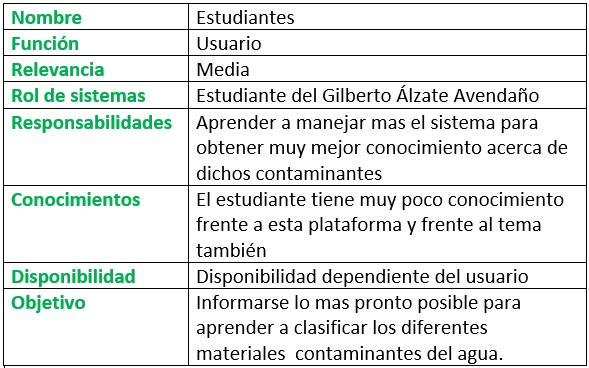 Nombre Estudiantes
Función Usuario
Relevancia Media
Rol de sistemas Estudiante del Gilberto Álzate Avendaño
Responsabilidades Aprender a manejar mas el sistema para
obtener muy mejor conocimiento acerca de
dichos contaminantes
Conocimientos El estudiante tiene muy poco conocimiento
frente a esta plataforma y frente al tema
también
Disponibilidad Disponibilidad dependiente del usuario
Objetivo Informarse lo mas pronto posible para
aprender a clasificar los diferentes
materiales  contaminantes del agua.